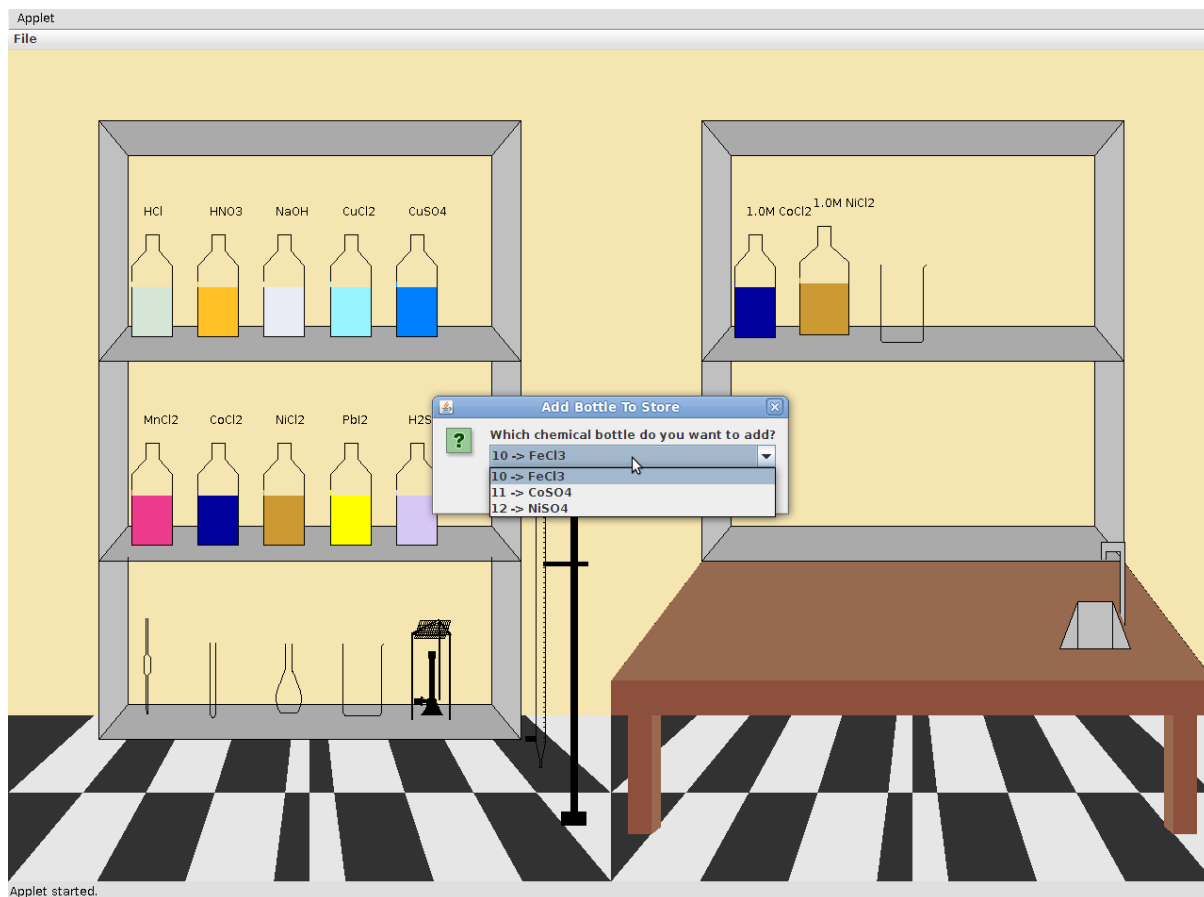 Applet
File
HCl
HNO3
NaOH
CuCl2
CuSO4
1.0M CoCl2
1.0M NiCl2
MnCl2
CoCl2
NiCl2
PbI2
H2S
Add Bottle To Store
?
Which chemical bottle do you want to add?
10 -> FeCl3
10 -> FeCl3
11 -> CoSO4
12 -> NiSO4
Applet started.